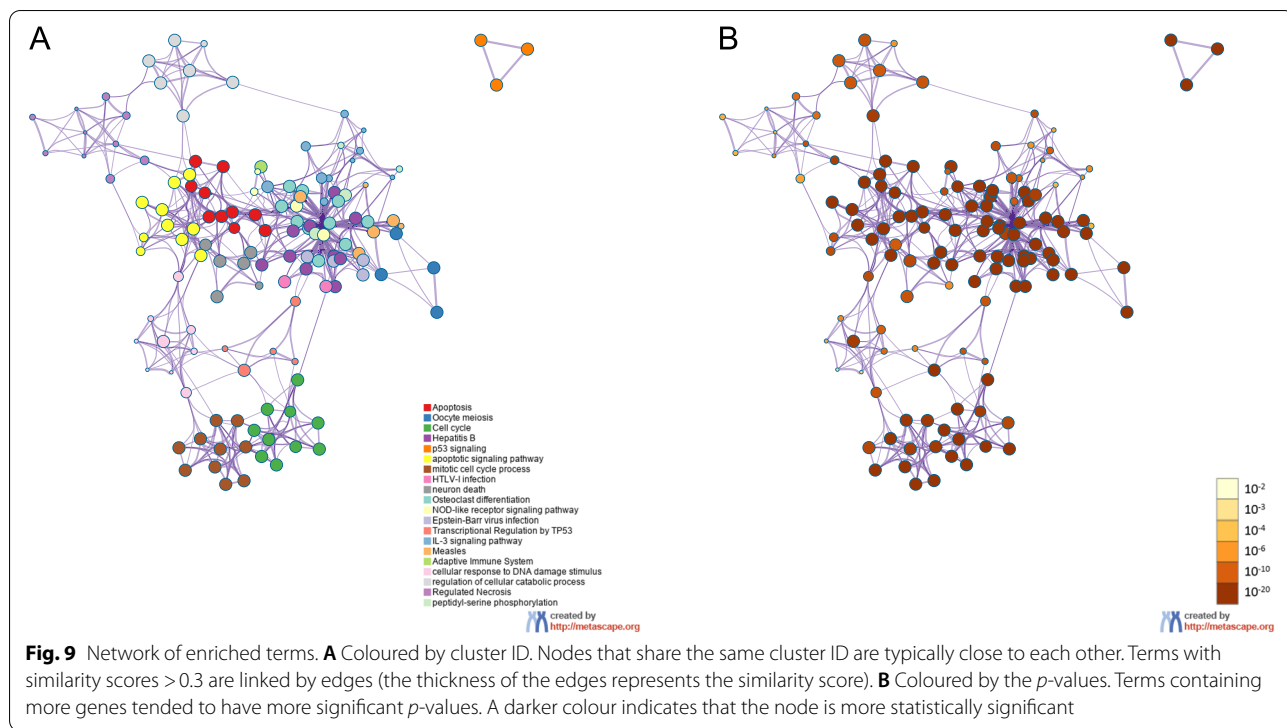 A
B
Apoptosis
Oocyte meiosis
Cell cycle
Hepatitis B
p53 signaling
apoptotic signaling pathway
mitotic cell cycle process
HTLV-I infection
neuron death
Osteoclast differentiation
NOD-like receptor signaling pathway
Epstein-Barr virus infection
Transcriptional Regulation by TP53
IL-3 signaling pathway
Measles
Adaptive Immune System
cellular response to DNA damage stimulus
regulation of cellular catabolic process
Regulated Necrosis
peptidyl-serine phosphorylation
created by
http://metascape.org
10-2
10-3
10-4
10-6
10-10
10-20
created by
http://metascape.org
Fig. 9 Network of enriched terms. A Coloured by cluster ID. Nodes that share the same cluster ID are typically close to each other. Terms with
similarity scores > 0.3 are linked by edges (the thickness of the edges represents the similarity score). B Coloured by the p-values. Terms containing
more genes tended to have more significant p-values. A darker colour indicates that the node is more statistically significant